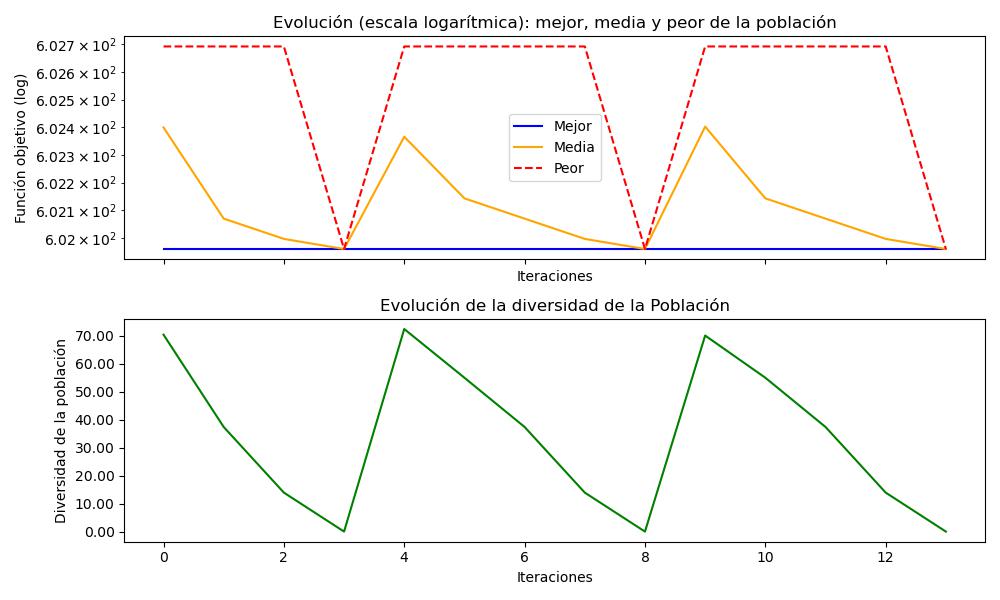 Evolución (escala logarítmica): mejor, media y peor de la población
6.027 × 10²
6.026 × 10²
6.025 × 10²
6.024 × 10²
6.023 × 10²
6.022 × 10²
6.021 × 10²
6.02 × 10²
Función objetivo (log)
Mejor
Media
Peor
Iteraciones
Evolución de la diversidad de la Población
70.00
60.00
50.00
40.00
30.00
20.00
10.00
0.00
Diversidad de la población
0 2 4 6 8 10 12
Iteraciones